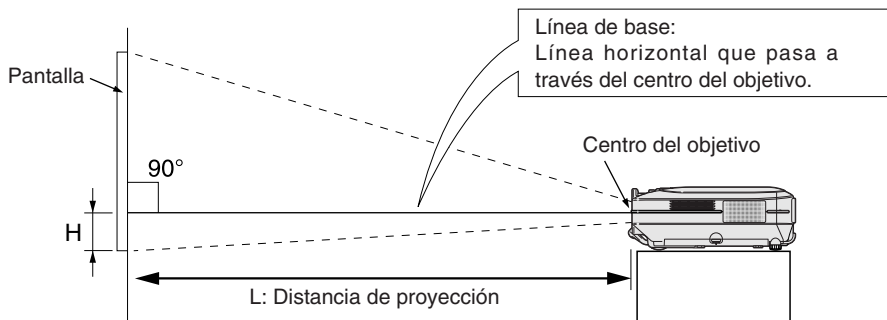 Línea de base:
Línea horizontal que pasa a
través del centro del objetivo.
Pantalla
Centro del objetivo
90°
H
L: Distancia de proyección